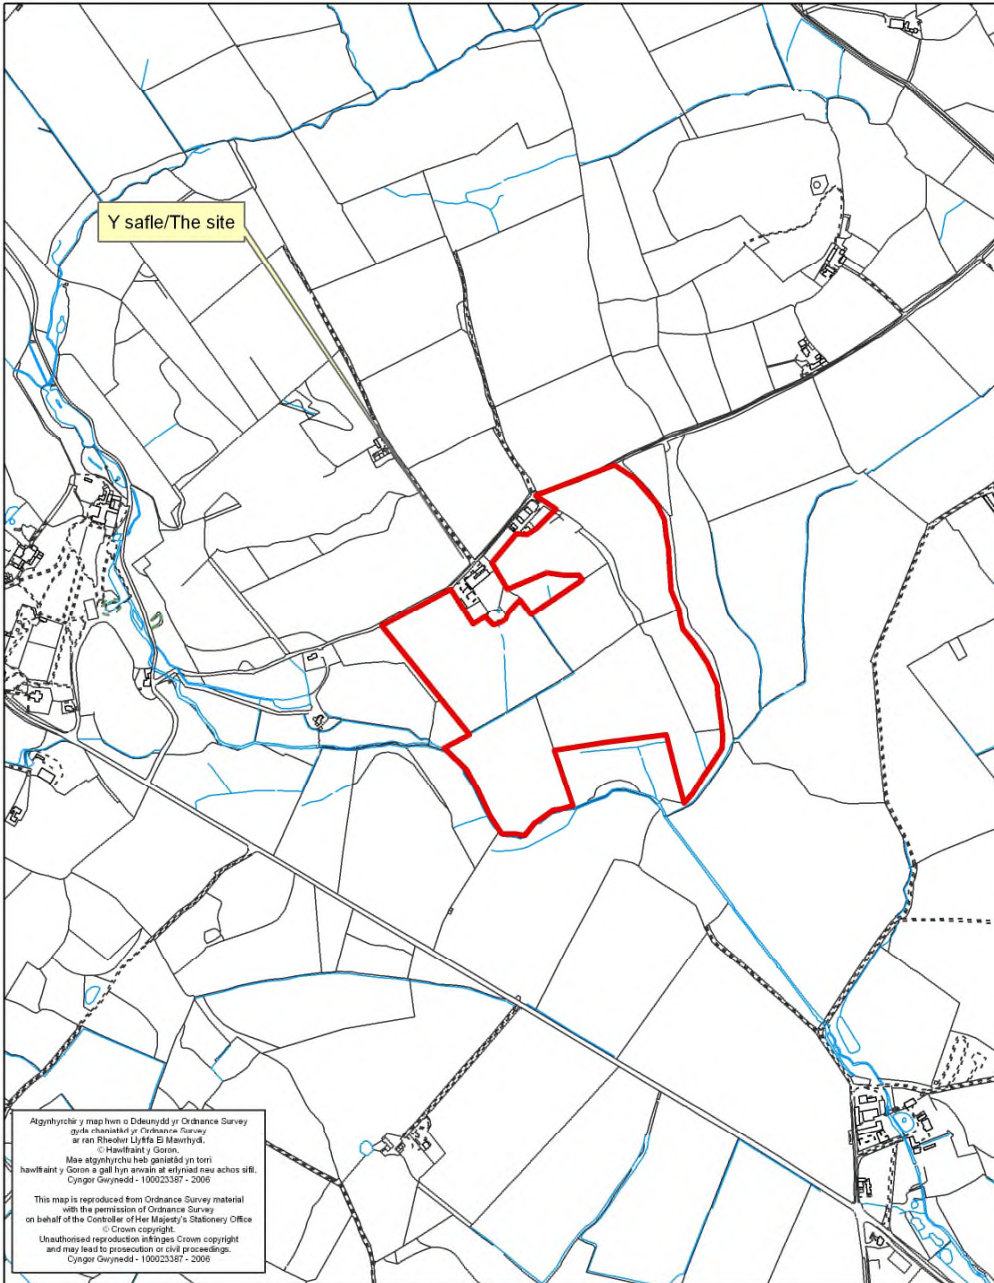 Y safle/The site
Atgynhyrchir y map hwn o Ddeunydd yr Ordnance Survey
gyda chaniatâd yr Ordnance Survey
ar ran Rheolwr Llyfrfa Ei Mawrhydi.
© Hawlfraint y Goron.
Mae atgynhyrchu heb ganiatâd yn torri
hawlfraint y Goron a gall hyn arwain at erlyniad neu achos sifil.
Cyngor Gwynedd - 100023387 - 2006
This map is reproduced from Ordnance Survey material
with the permission of Ordnance Survey
on behalf of the Controller of Her Majesty's Stationery Office
© Crown copyright.
Unauthorised reproduction infringes Crown copyright
and may lead to prosecution or civil proceedings.
Cyngor Gwynedd - 100023387 - 2006